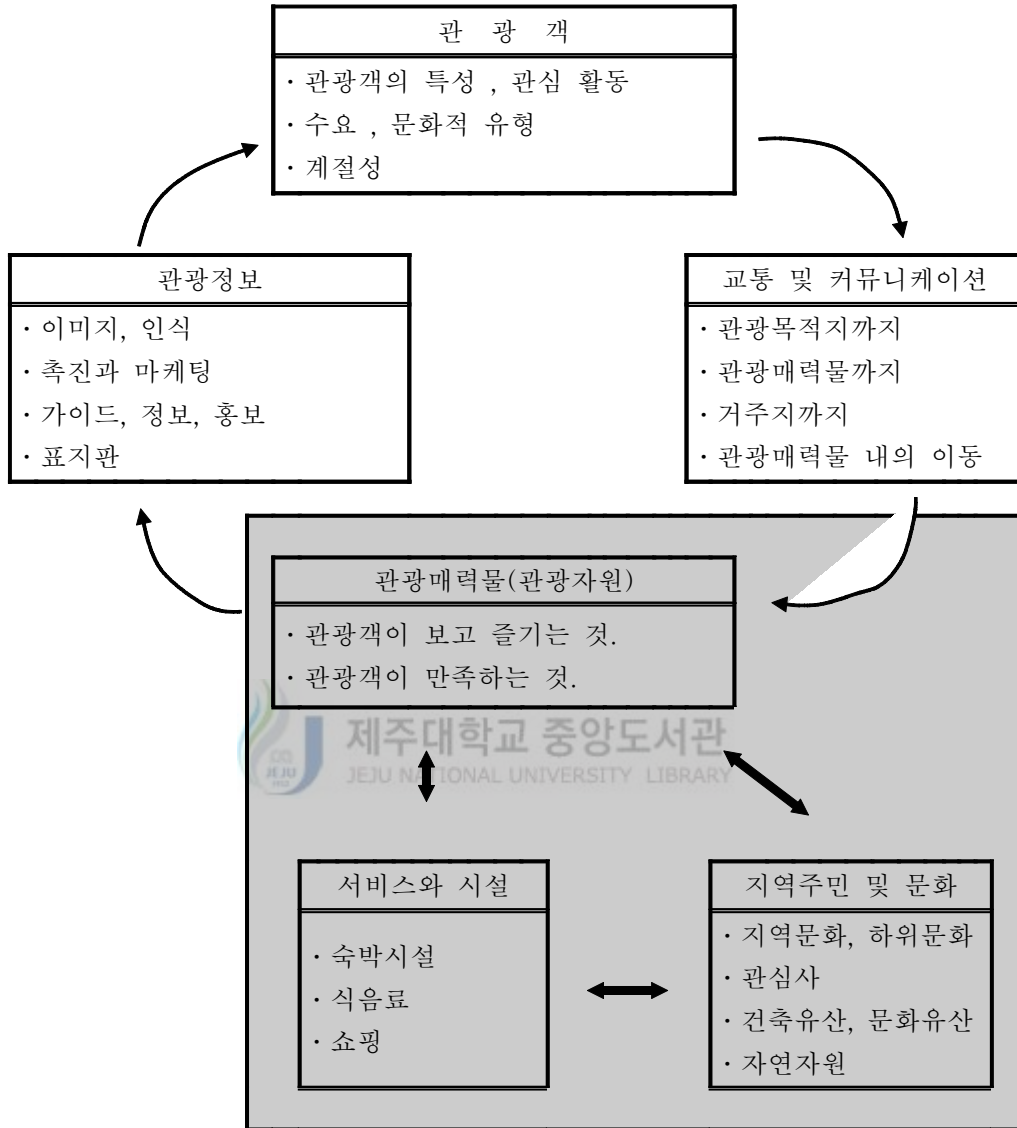 관 광 객
· 관광객의 특성 , 관심 활동
· 수요 , 문화적 유형
· 계절성
관광정보
· 이미지, 인식
· 촉진과 마케팅
· 가이드, 정보, 홍보
· 표지판
교통 및 커뮤니케이션
· 관광목적지까지
· 관광매력물까지
· 거주지까지
· 관광매력물 내의 이동
관광매력물(관광자원)
· 관광객이 보고 즐기는 것.
· 관광객이 만족하는 것.
제주대학교 중앙도서관
JEJU NATIONAL UNIVERSITY LIBRARY
JEJU
1952
서비스와 시설
· 숙박시설
· 식음료
· 쇼핑
지역주민 및 문화
· 지역문화, 하위문화
· 관심사
· 건축유산, 문화유산
· 자연자원